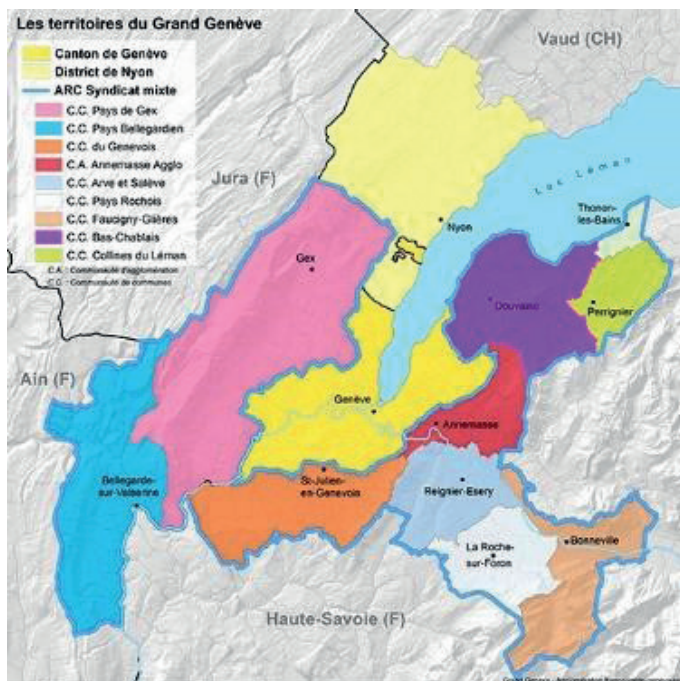 Les territoires du Grand Genève
Canton de Genève
District de Nyon
ARC Syndicat mixte
C.C. Pays de Gex
C.C. Pays Bellegardien
C.C. du Genevois
C.A. Annemasse Agglo
C.C. Arve et Salève
C.C. Pays Rochois
C.C. Faucigny-Glières
C.C. Bas-Chablais
C.C. Collines du Léman
C.A. : Communauté d'agglomération
C.C. : Communauté de communes
Vaud (CH)
Jura (F)
Lac Léman
Thonon-
les-Bains
Nyon
Gex
Douvaine
Perrignier
Ain (F)
Genève
Annemasse
Bellegarde-
sur-Valserine
St-Julien-
en-Genevois
Reignier-Esery
La Roche-
sur-Foron
Bonneville
Haute-Savoie (F)